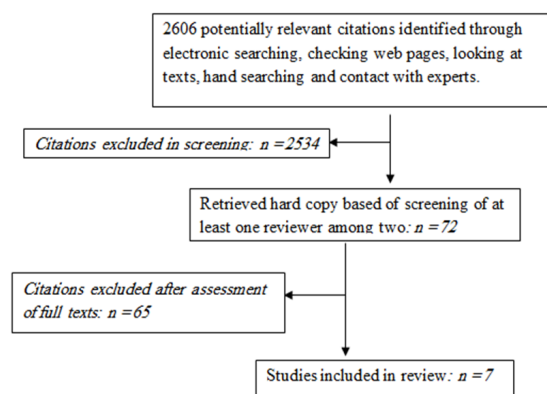 2606 potentially relevant citations identified through
electronic searching, checking web pages, looking at
texts, hand searching and contact with experts.
Citations excluded in screening: n =2534
Retrieved hard copy based of screening of at
least one reviewer among two: n =72
Citations excluded after assessment
of full texts: n =65
Studies included in review: n =7